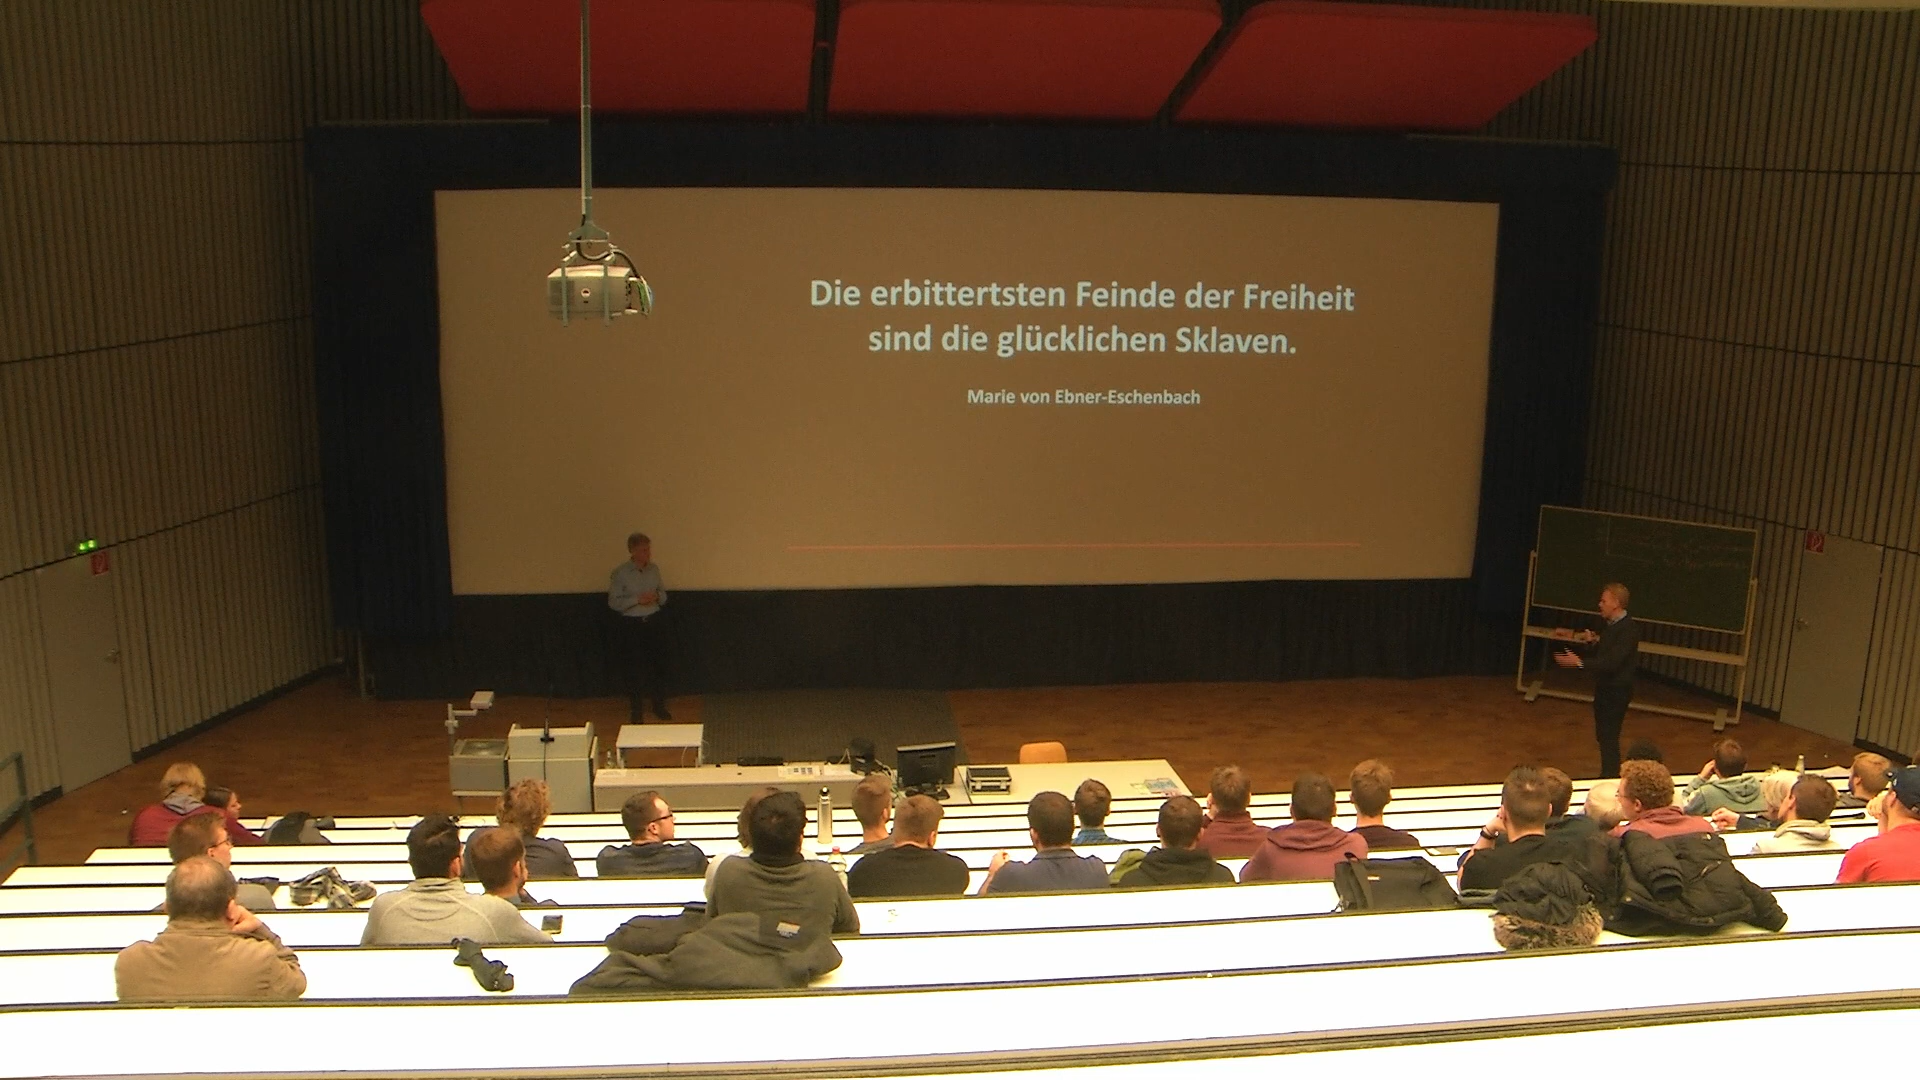 Die erbittertsten Feinde der Freiheit
sind die glücklichen Sklaven.
Marie von Ebner-Eschenbach